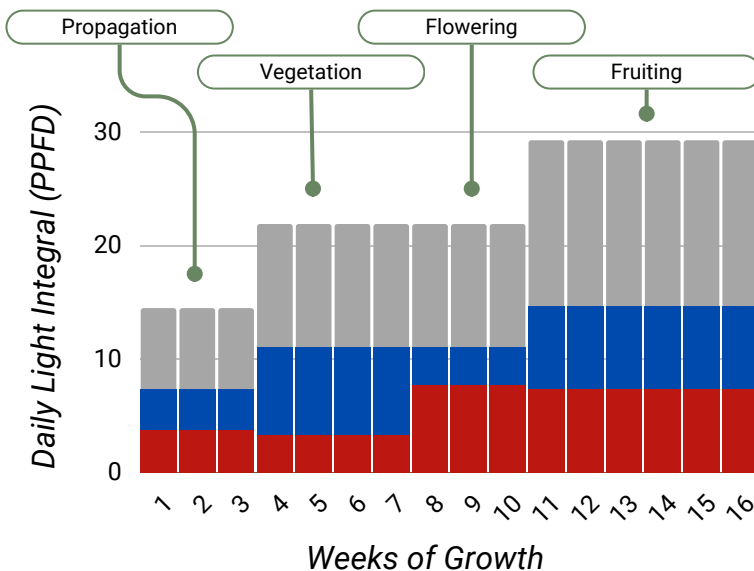 Propagation
Flowering
Vegetation
Fruiting
Daily Light Integral (PPFD)
30
20
10
0
1 2 3 4 5 6 7 8 9 10 11 12 13 14 15 16
Weeks of Growth